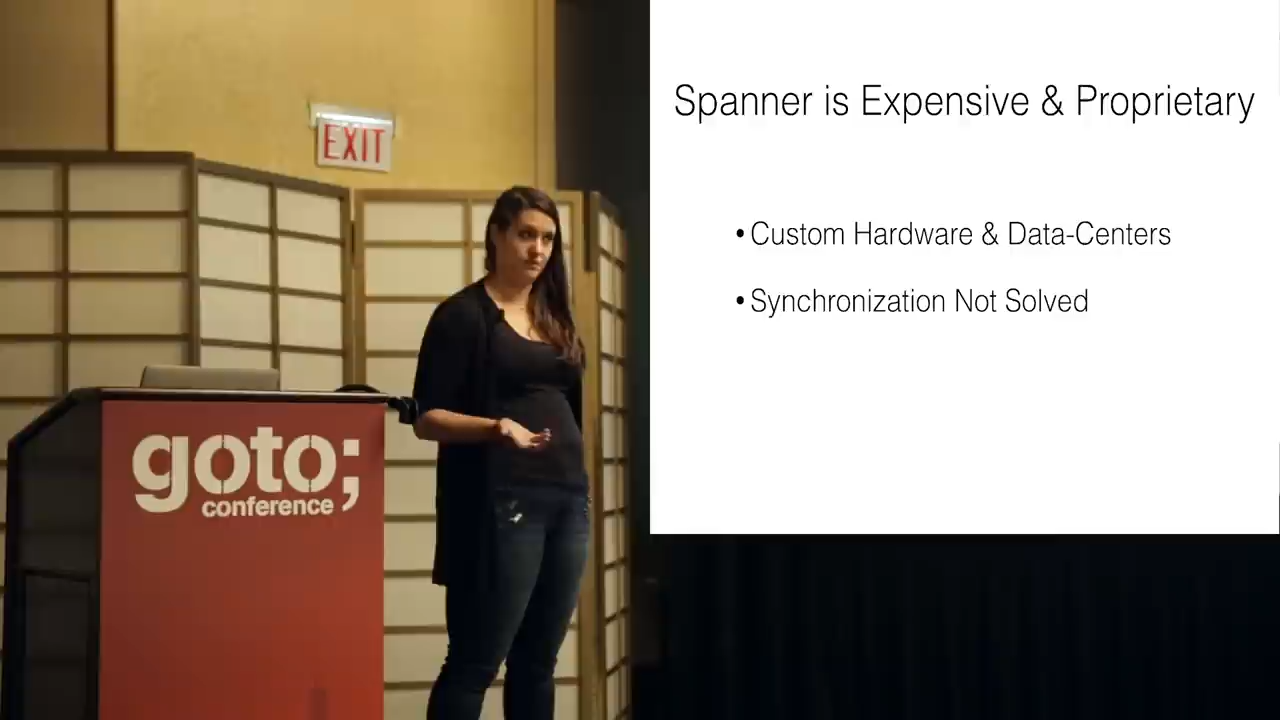 EXIT
goto;
conference
Spanner is Expensive & Proprietary
• Custom Hardware & Data-Centers
• Synchronization Not Solved